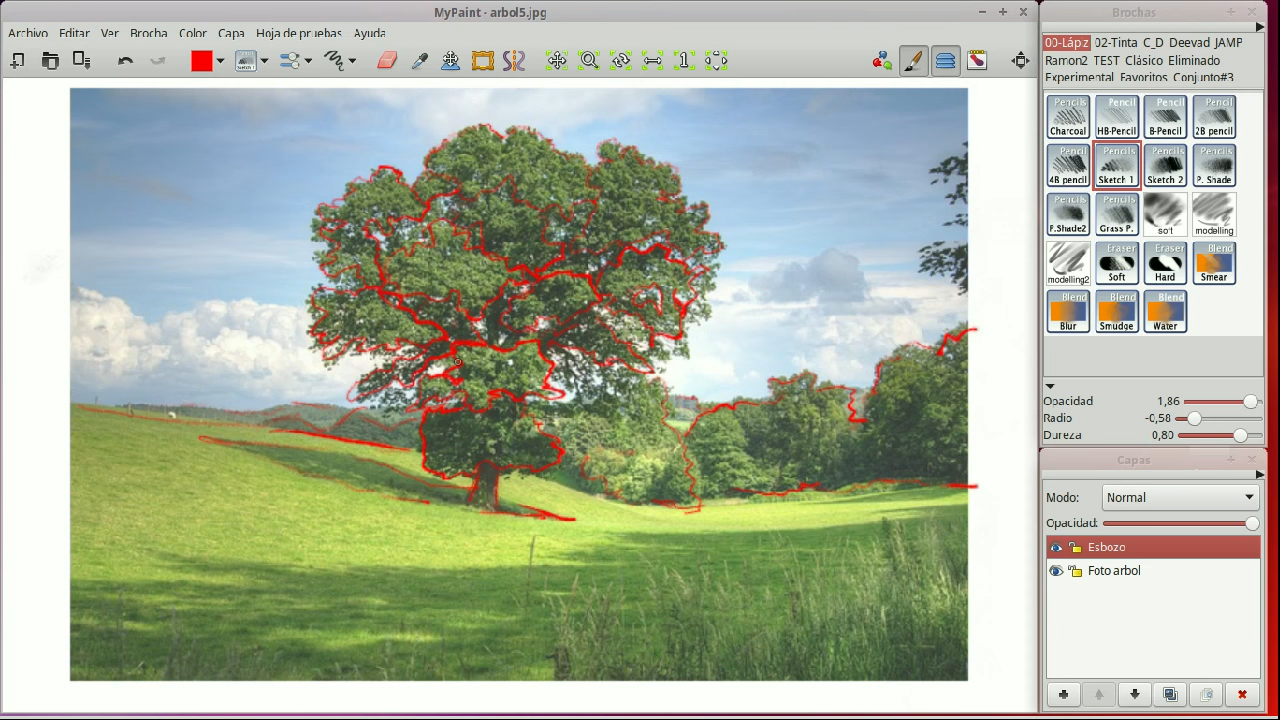 MyPaint - arbol5.jpg
Archivo Editar Ver Brocha Color Capa Hoja de pruebas Ayuda
Brochas
00-Lápiz 02-Tinta C_D Deevad JAMP
Ramon2 TEST Clásico Eliminado
Experimental Favoritos Conjunto#3
Pencils Charcoal
Pencil HB-Pencil
Pencil B-Pencil
Pencil 2B pencil
Pencil 4B pencil
Pencils Sketch 1
Pencils Sketch 2
Pencils P. Shade
Pencils P.Shade2
Pencils Grass P.
soft
modelling
modelling2
Eraser Soft
Eraser Hard
Blend Smear
Blend Blur
Blend Smudge
Blend Water
Opacidad 1,86
Radio -0,58
Dureza 0,80
Capas
Modo: Normal
Opacidad:
Esbozo
Foto arbol